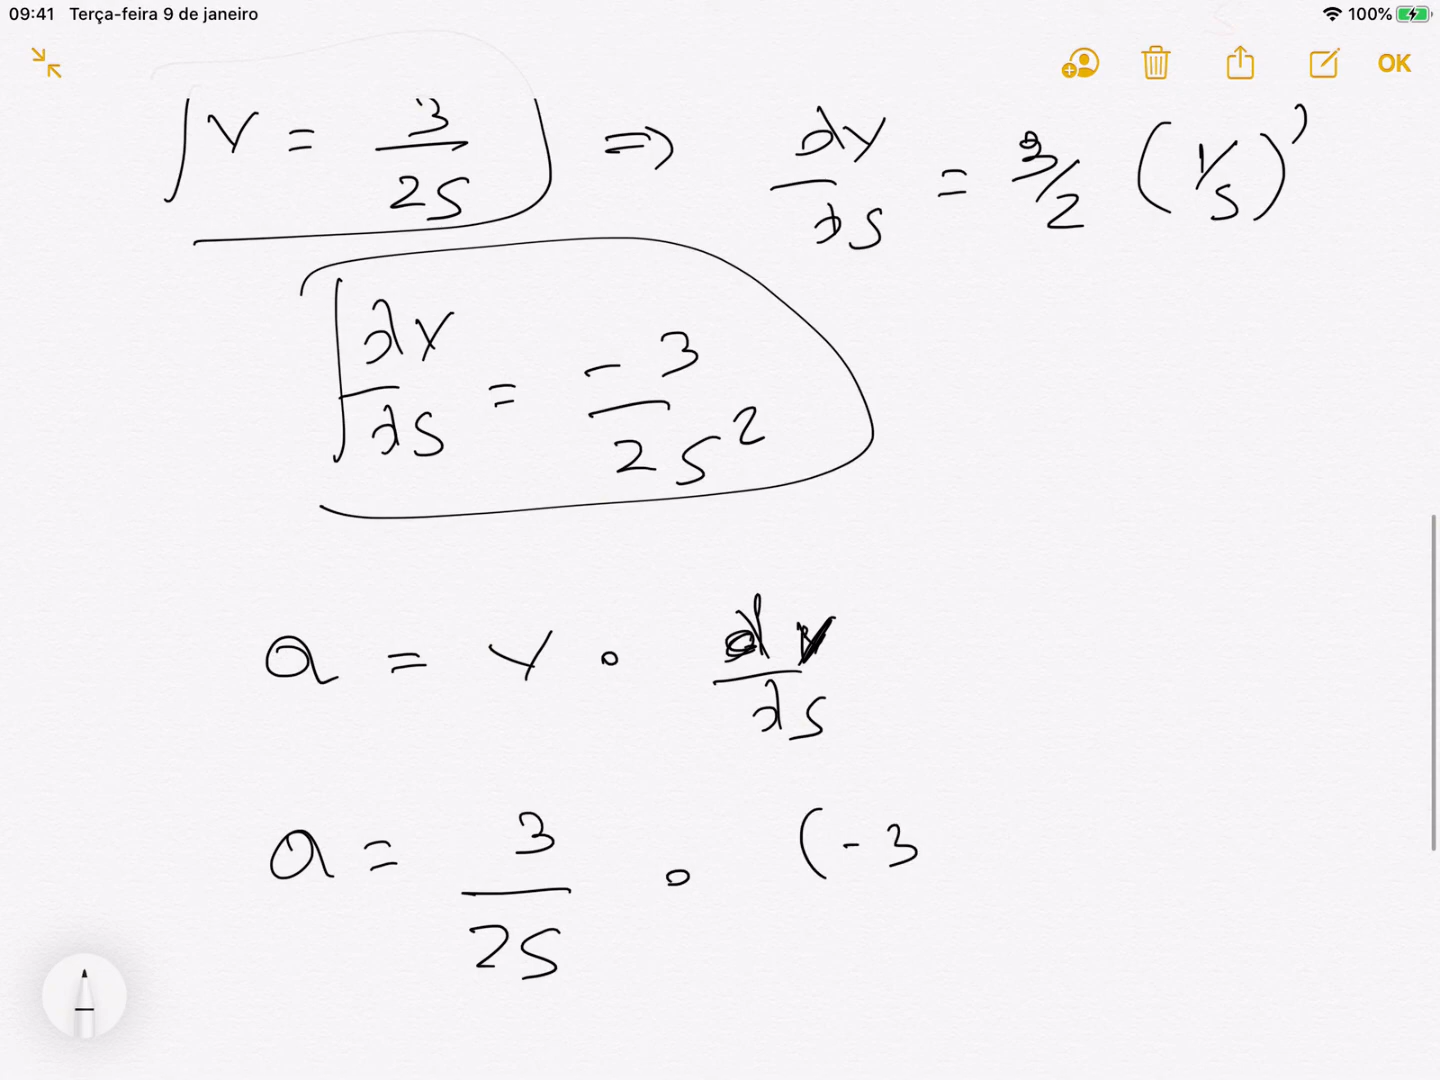 09:41 Terça-feira 9 de janeiro 100%
OK
v = 3/2s => dv/ds = 3/2 (1/s)'
dv/ds = -3/2s²
a = v · dv/ds
a = 3/2s · (-3